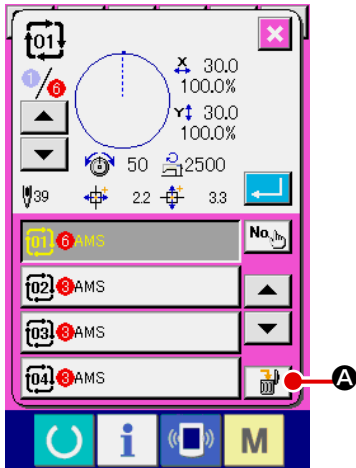 01
X 30.0
100.0%
1/6
Y 30.0
100.0%
50 2500
39 2.2 3.3
01 6 AMS
No.
02 3 AMS
03 3 AMS
04 3 AMS
A
i M